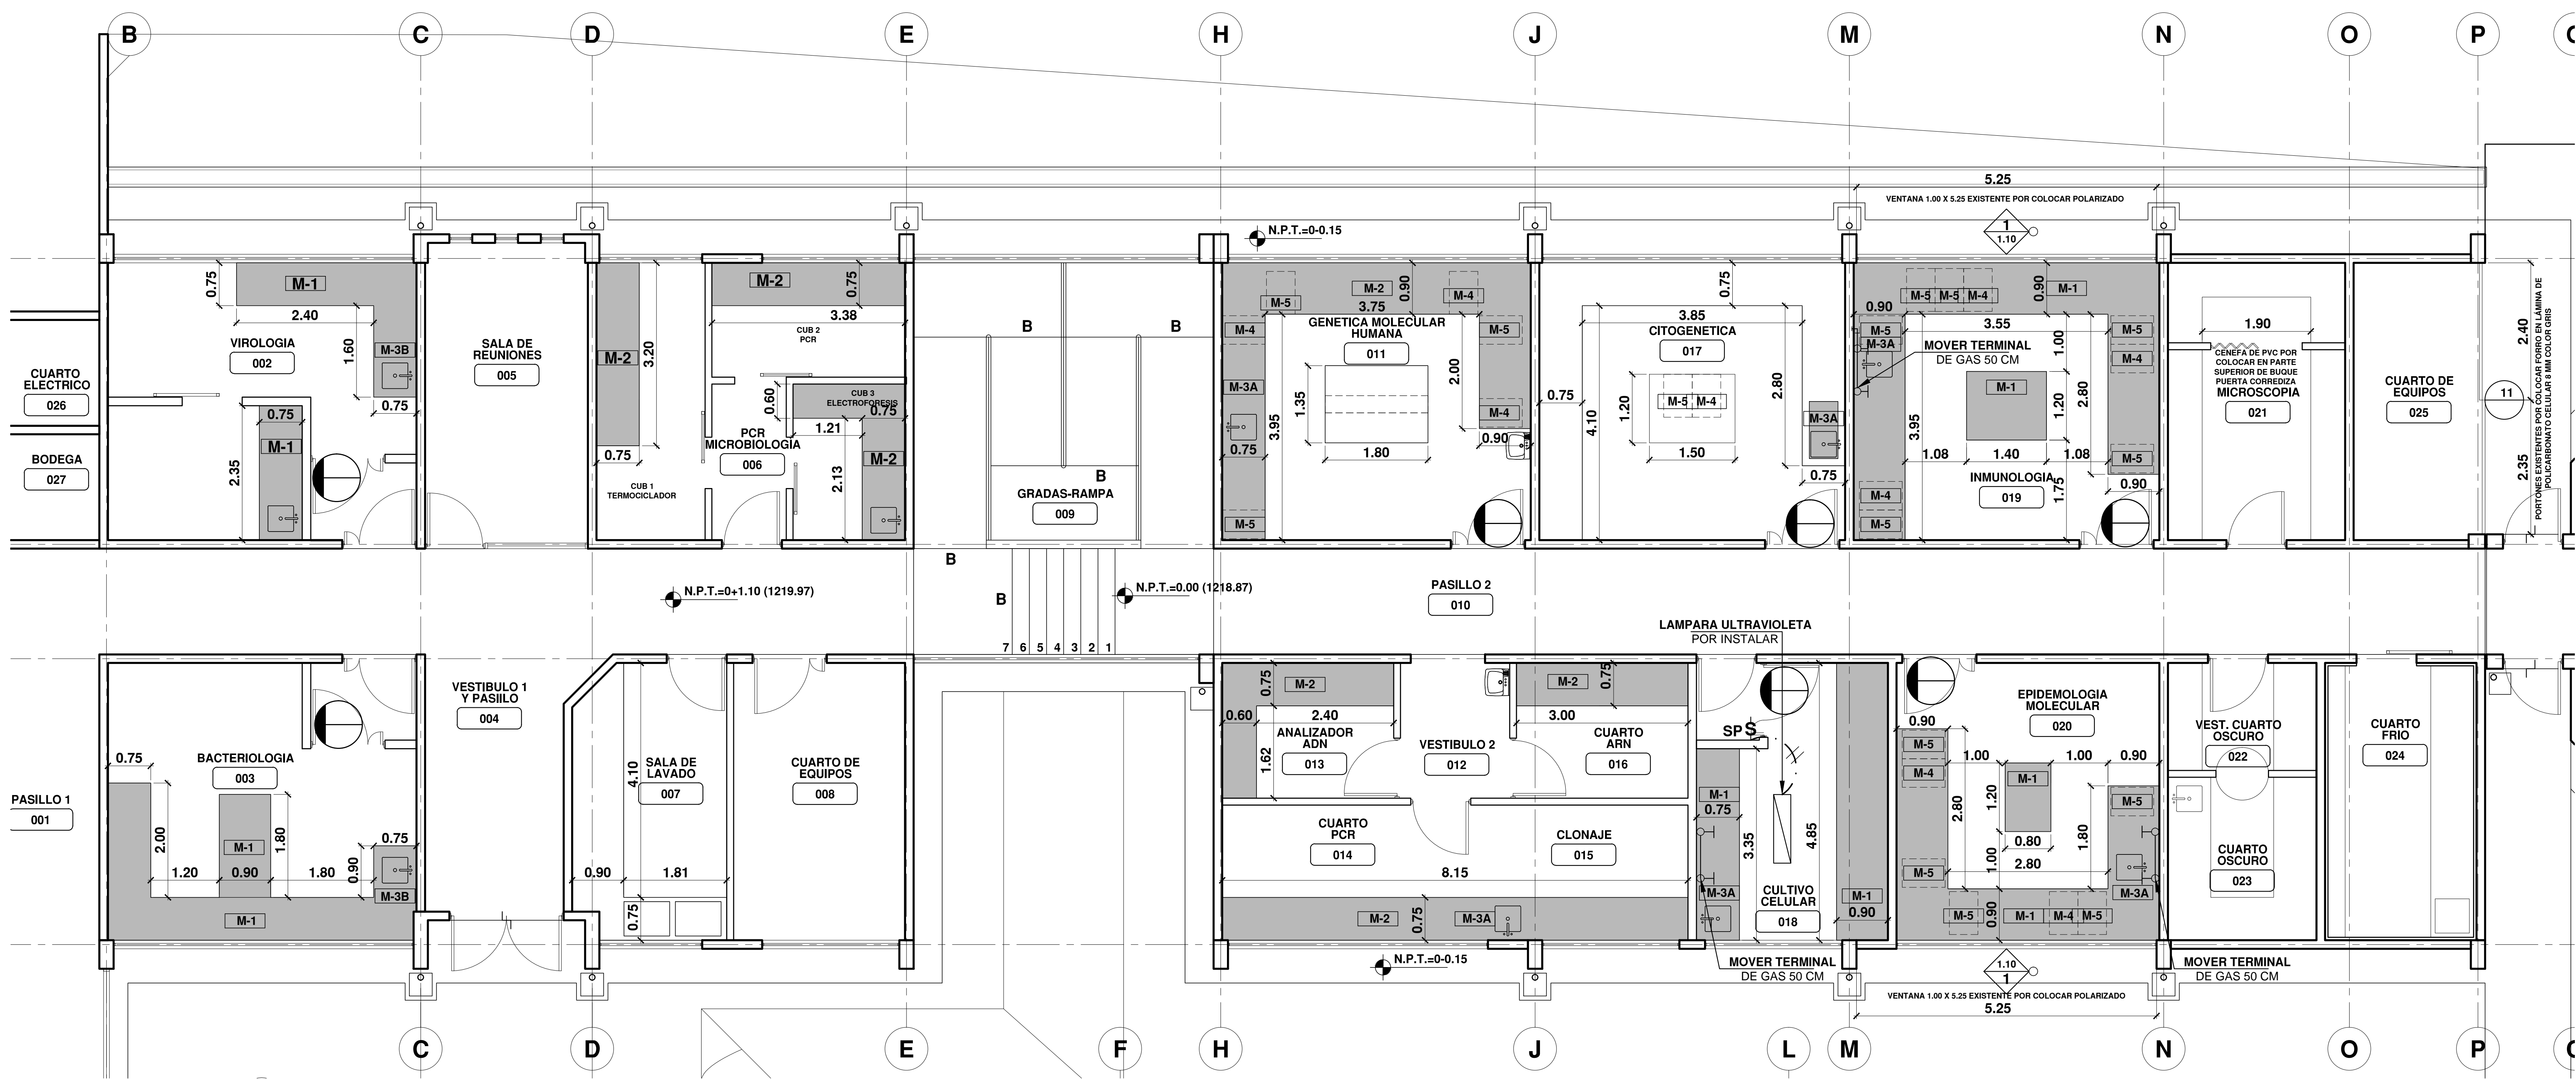 B
C
D
E
H
J
M
N
O
P
5.25
VENTANA 1.00 X 5.25 EXISTENTE POR COLOCAR POLARIZADO
1
1.10
N.P.T.=0-0.15
CUARTO
ELECTRICO
026
BODEGA
027
0.75
M-1
2.40
1.60
M-3B
0.75
VIROLOGIA
002
0.75
M-1
2.35
SALA DE
REUNIONES
005
M-2
3.20
0.75
CUB 1
TERMOCICLADOR
M-2
0.75
3.38
CUB 2
PCR
0.60
CUB 3
ELECTROFORESIS
0.75
1.21
PCR
MICROBIOLOGIA
006
2.13
M-2
B
B
B
GRADAS-RAMPA
009
M-5
M-2
0.90
M-4
3.75
M-4
M-5
GENETICA MOLECULAR
HUMANA
011
M-3A
1.35
2.00
3.95
M-4
0.90
0.75
1.80
M-5
0.75
3.85
CITOGENETICA
017
2.80
0.75
4.10
1.20
M-5
M-4
M-3A
1.50
0.75
M-5
M-5
M-4
0.90
M-1
0.90
3.55
M-5
M-3A
M-5
M-4
1.00
MOVER TERMINAL
DE GAS 50 CM
M-1
2.80
1.20
3.95
1.08
1.40
1.08
M-5
INMUNOLOGIA
019
1.75
0.90
M-4
M-5
1.90
CENEFA DE PVC POR
COLOCAR EN PARTE
SUPERIOR DE BUQUE
PUERTA CORREDIZA
MICROSCOPIA
021
CUARTO DE
EQUIPOS
025
2.40
2.35
PORTONES EXISTENTES POR COLOCAR FORRO EN LÁMINA DE
POLICARBONATO CELULAR 8 MM COLOR GRIS
11
B
B
N.P.T.=0+1.10 (1219.97)
N.P.T.=0.00 (1218.87)
7 6 5 4 3 2 1
PASILLO 2
010
LAMPARA ULTRAVIOLETA
POR INSTALAR
PASILLO 1
001
BACTERIOLOGIA
003
0.75
2.00
M-1
1.80
0.75
0.90
1.20
0.90
1.80
M-3B
M-1
VESTIBULO 1
Y PASILLO
004
4.10
SALA DE
LAVADO
007
0.90
1.81
0.75
CUARTO DE
EQUIPOS
008
0.75
M-2
0.60
2.40
ANALIZADOR
ADN
013
1.62
VESTIBULO 2
012
M-2
0.75
3.00
CUARTO
ARN
016
CUARTO
PCR
014
CLONAJE
015
8.15
M-2
0.75
M-3A
SP
S
M-1
0.75
3.35
4.85
M-3A
CULTIVO
CELULAR
018
M-1
0.90
EPIDEMOLOGIA
MOLECULAR
020
0.90
M-5
M-4
1.00
1.00
0.90
M-1
1.20
2.80
M-5
1.80
0.80
1.00
2.80
M-5
M-3A
M-5
0.90
M-1
M-4
M-5
VEST. CUARTO
OSCURO
022
CUARTO
OSCURO
023
CUARTO
FRIO
024
N.P.T.=0-0.15
MOVER TERMINAL
DE GAS 50 CM
1.10
1
MOVER TERMINAL
DE GAS 50 CM
VENTANA 1.00 X 5.25 EXISTENTE POR COLOCAR POLARIZADO
5.25
C
D
E
F
H
J
L
M
N
O
P